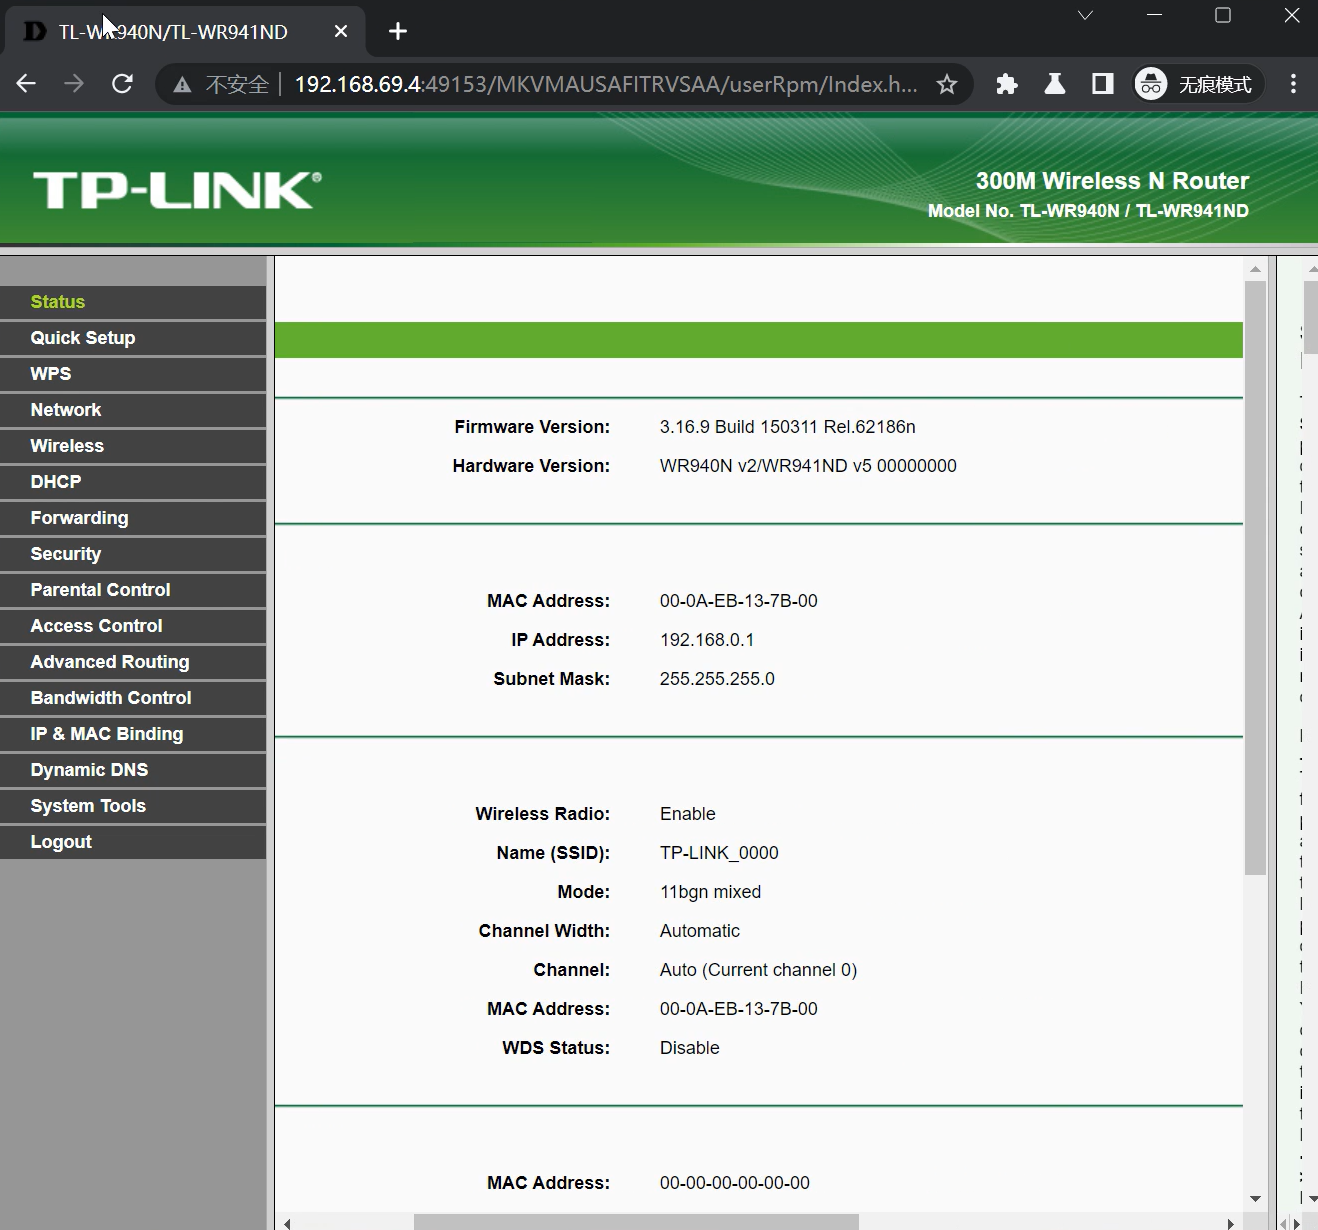 TL-WR940N/TL-WR941ND
不安全
192.168.69.4:49153/MKVMAUSAFITRVSAA/userRpm/Index.h...
无痕模式
TP-LINK®
300M Wireless N Router
Model No. TL-WR940N / TL-WR941ND
Status
Quick Setup
WPS
Network
Wireless
DHCP
Forwarding
Security
Parental Control
Access Control
Advanced Routing
Bandwidth Control
IP & MAC Binding
Dynamic DNS
System Tools
Logout
Firmware Version: 3.16.9 Build 150311 Rel.62186n
Hardware Version: WR940N v2/WR941ND v5 00000000
MAC Address: 00-0A-EB-13-7B-00
IP Address: 192.168.0.1
Subnet Mask: 255.255.255.0
Wireless Radio: Enable
Name (SSID): TP-LINK_0000
Mode: 11bgn mixed
Channel Width: Automatic
Channel: Auto (Current channel 0)
MAC Address: 00-0A-EB-13-7B-00
WDS Status: Disable
MAC Address: 00-00-00-00-00-00